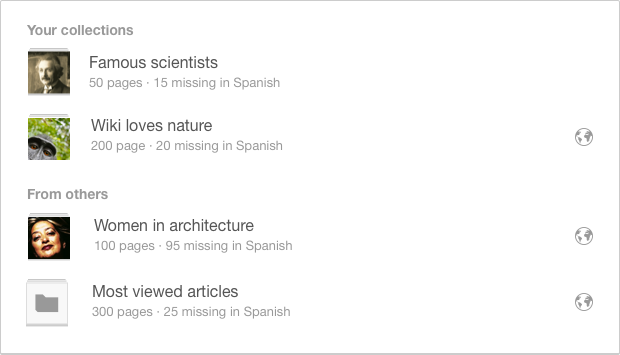 Your collections
Famous scientists
50 pages · 15 missing in Spanish
Wiki loves nature
200 page · 20 missing in Spanish
From others
Women in architecture
100 pages · 95 missing in Spanish
Most viewed articles
300 pages · 25 missing in Spanish